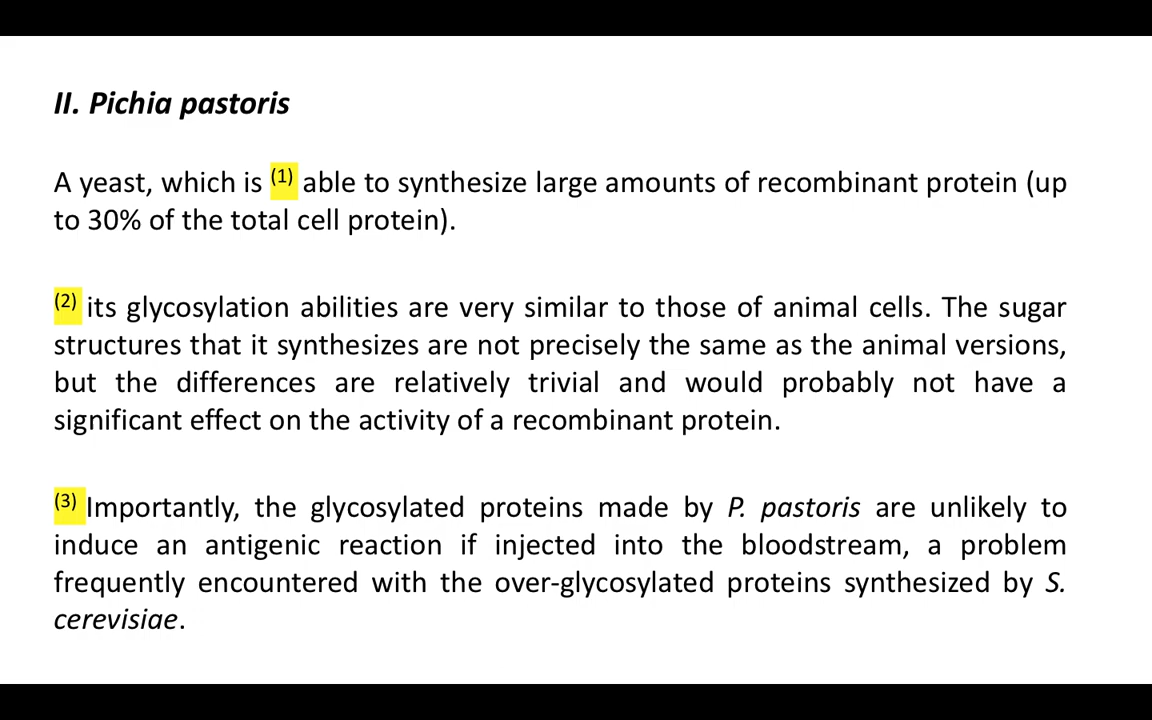 II. Pichia pastoris
A yeast, which is (1) able to synthesize large amounts of recombinant protein (up
to 30% of the total cell protein).
(2) its glycosylation abilities are very similar to those of animal cells. The sugar
structures that it synthesizes are not precisely the same as the animal versions,
but the differences are relatively trivial and would probably not have a
significant effect on the activity of a recombinant protein.
(3) Importantly, the glycosylated proteins made by P. pastoris are unlikely to
induce an antigenic reaction if injected into the bloodstream, a problem
frequently encountered with the over-glycosylated proteins synthesized by S.
cerevisiae.